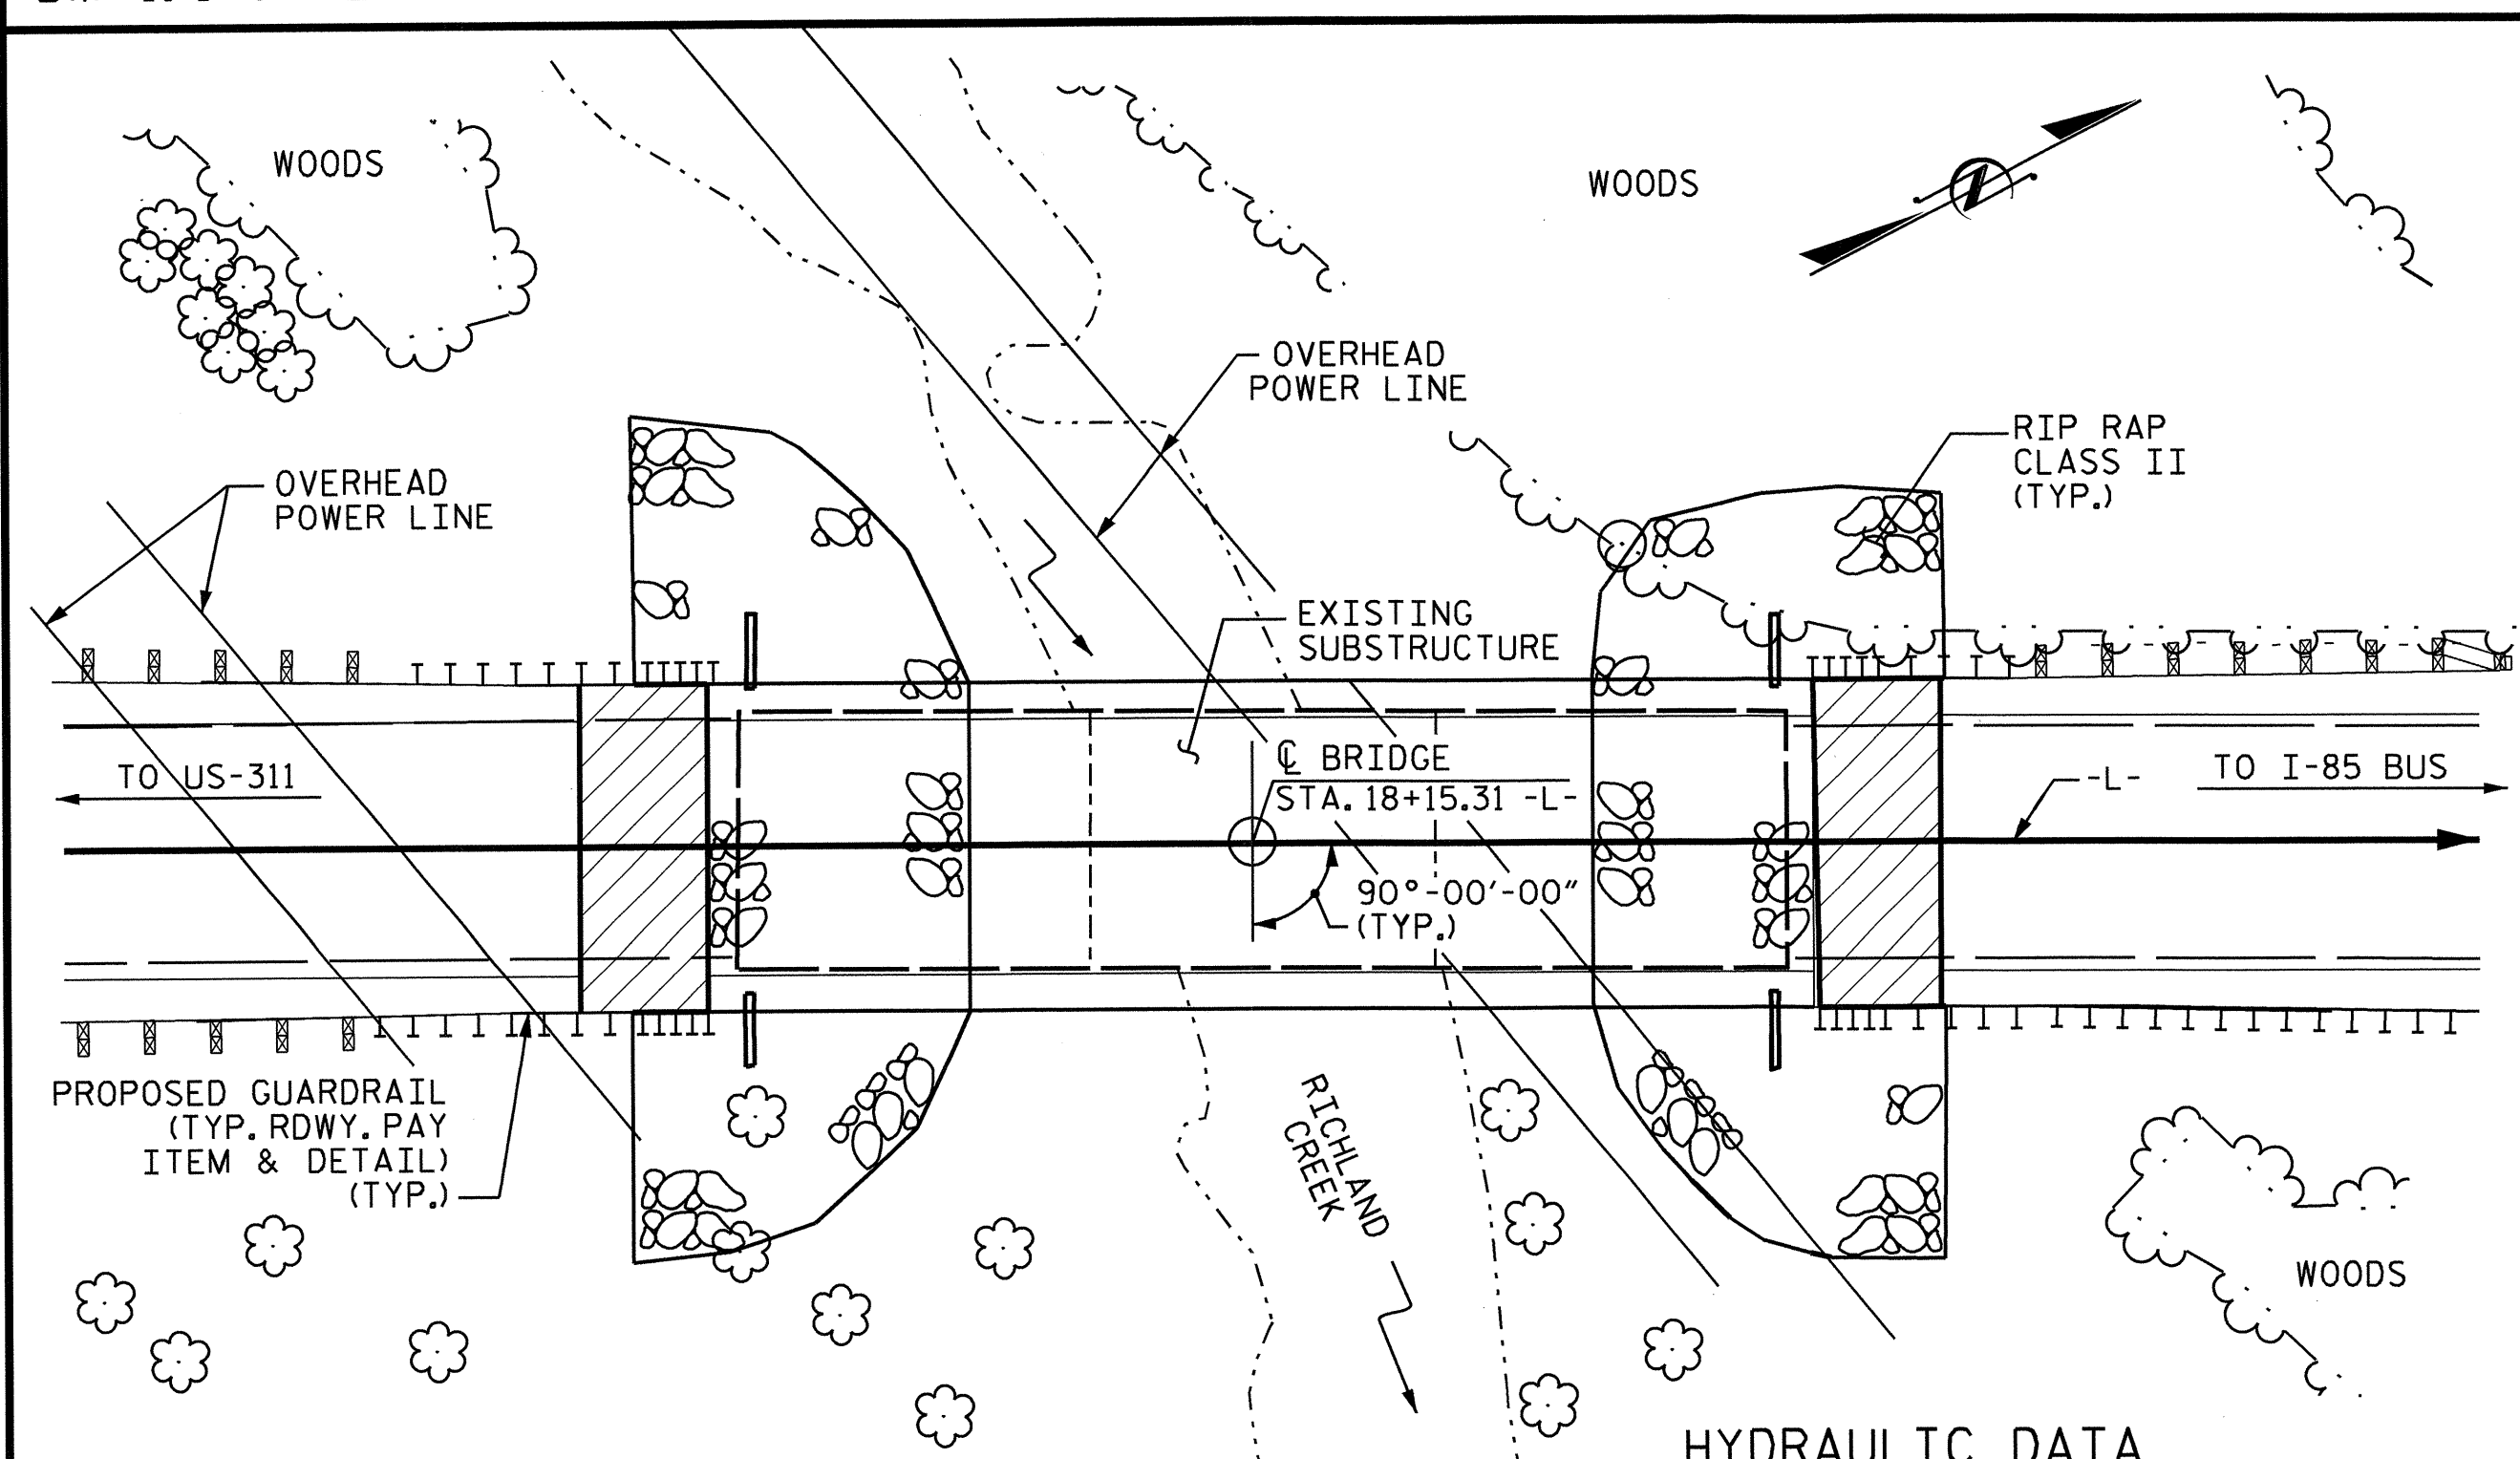 WOODS
WOODS
OVERHEAD
POWER LINE
RIP RAP
CLASS II
(TYP.)
OVERHEAD
POWER LINE
EXISTING
SUBSTRUCTURE
TO US-311
℄ BRIDGE
STA. 18+15.31 -L-
-L-
TO I-85 BUS
90°-00'-00"
(TYP.)
PROPOSED GUARDRAIL
(TYP. RDWY. PAY
ITEM & DETAIL)
(TYP.)
RICHLAND
CREEK
WOODS
HYDRAULIC DATA